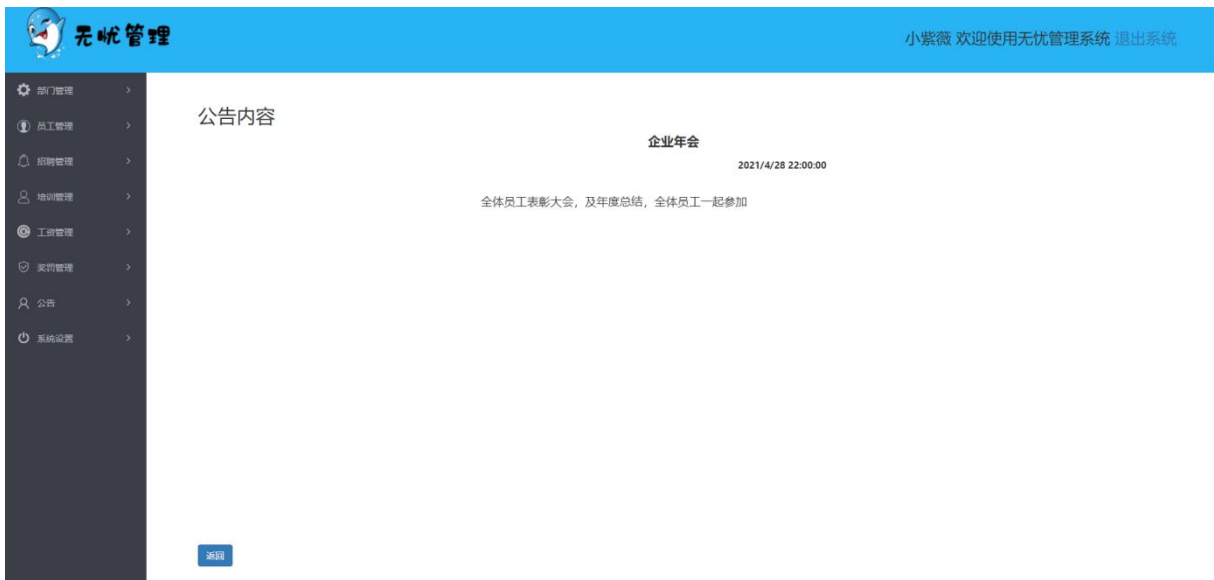 无忧管理
小紫薇 欢迎使用无忧管理系统 退出系统
部门管理
员工管理
招聘管理
培训管理
工资管理
奖罚管理
公告
系统设置
公告内容
企业年会
2021/4/28 22:00:00
全体员工表彰大会，及年度总结，全体员工一起参加
返回